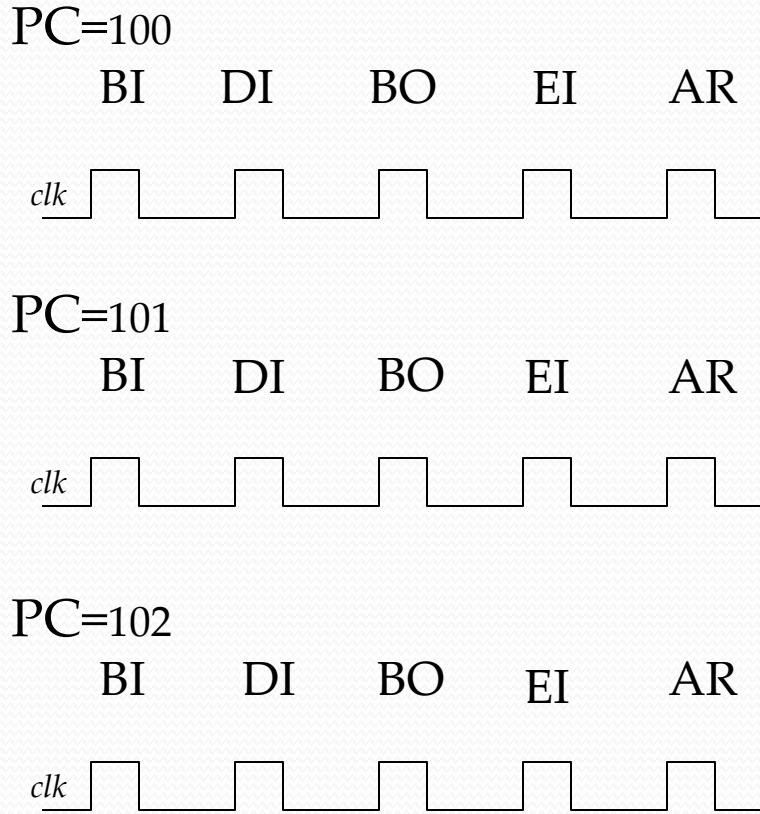 PC=100
BI DI BO EI AR
clk
PC=101
BI DI BO EI AR
clk
PC=102
BI DI BO EI AR
clk